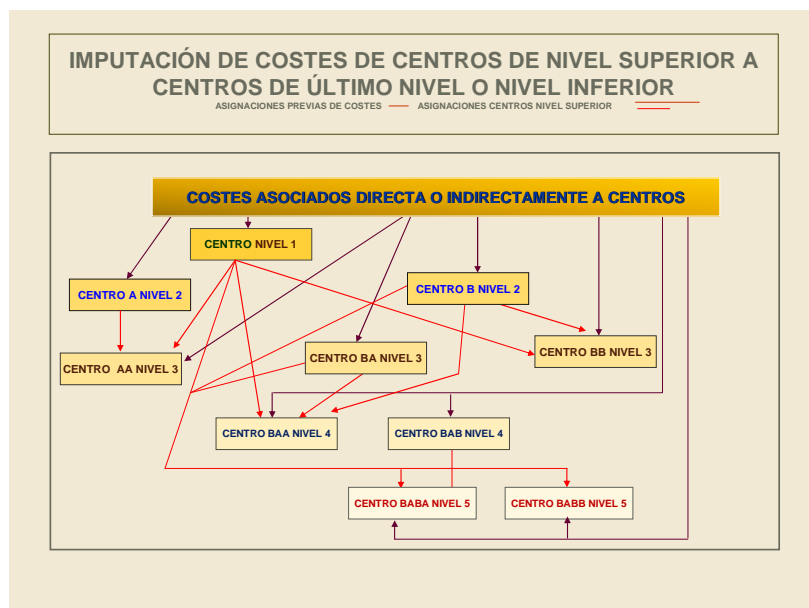 IMPUTACIÓN DE COSTES DE CENTROS DE NIVEL SUPERIOR A
CENTROS DE ÚLTIMO NIVEL O NIVEL INFERIOR
ASIGNACIONES PREVIAS DE COSTES
ASIGNACIONES CENTROS NIVEL SUPERIOR
COSTES ASOCIADOS DIRECTA O INDIRECTAMENTE A CENTROS
CENTRO NIVEL 1
CENTRO A NIVEL 2
CENTRO B NIVEL 2
CENTRO AA NIVEL 3
CENTRO BA NIVEL 3
CENTRO BB NIVEL 3
CENTRO BAA NIVEL 4
CENTRO BAB NIVEL 4
CENTRO BABA NIVEL 5
CENTRO BABB NIVEL 5